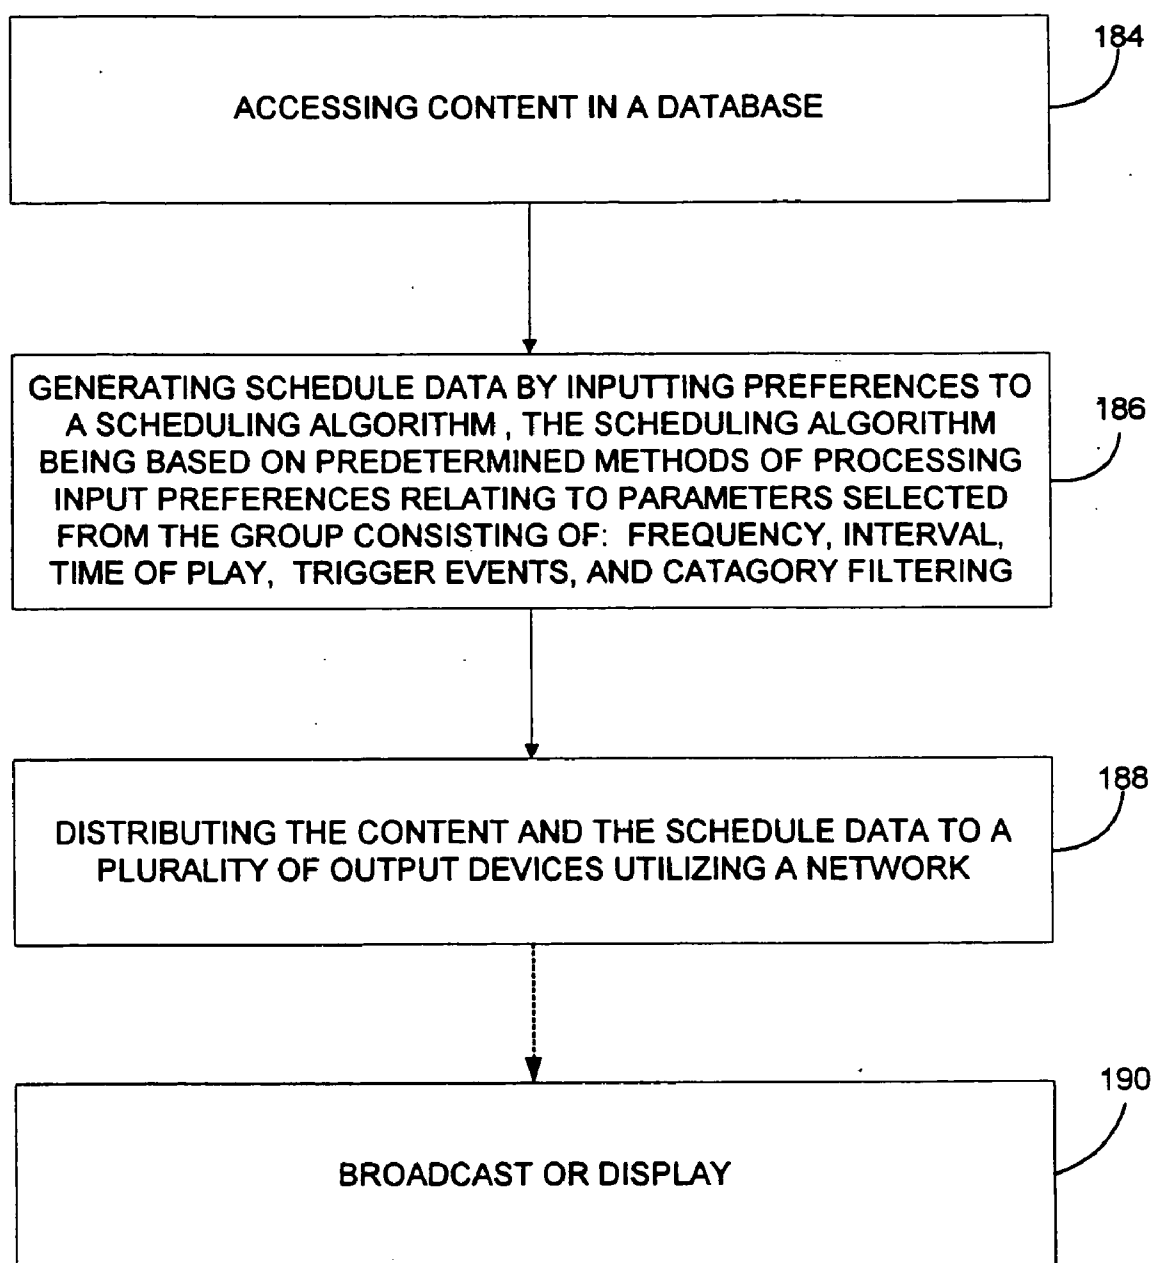 184
ACCESSING CONTENT IN A DATABASE
GENERATING SCHEDULE DATA BY INPUTTING PREFERENCES TO
A SCHEDULING ALGORITHM , THE SCHEDULING ALGORITHM
BEING BASED ON PREDETERMINED METHODS OF PROCESSING
INPUT PREFERENCES RELATING TO PARAMETERS SELECTED
FROM THE GROUP CONSISTING OF: FREQUENCY, INTERVAL,
TIME OF PLAY, TRIGGER EVENTS, AND CATAGORY FILTERING
186
188
DISTRIBUTING THE CONTENT AND THE SCHEDULE DATA TO A
PLURALITY OF OUTPUT DEVICES UTILIZING A NETWORK
190
BROADCAST OR DISPLAY